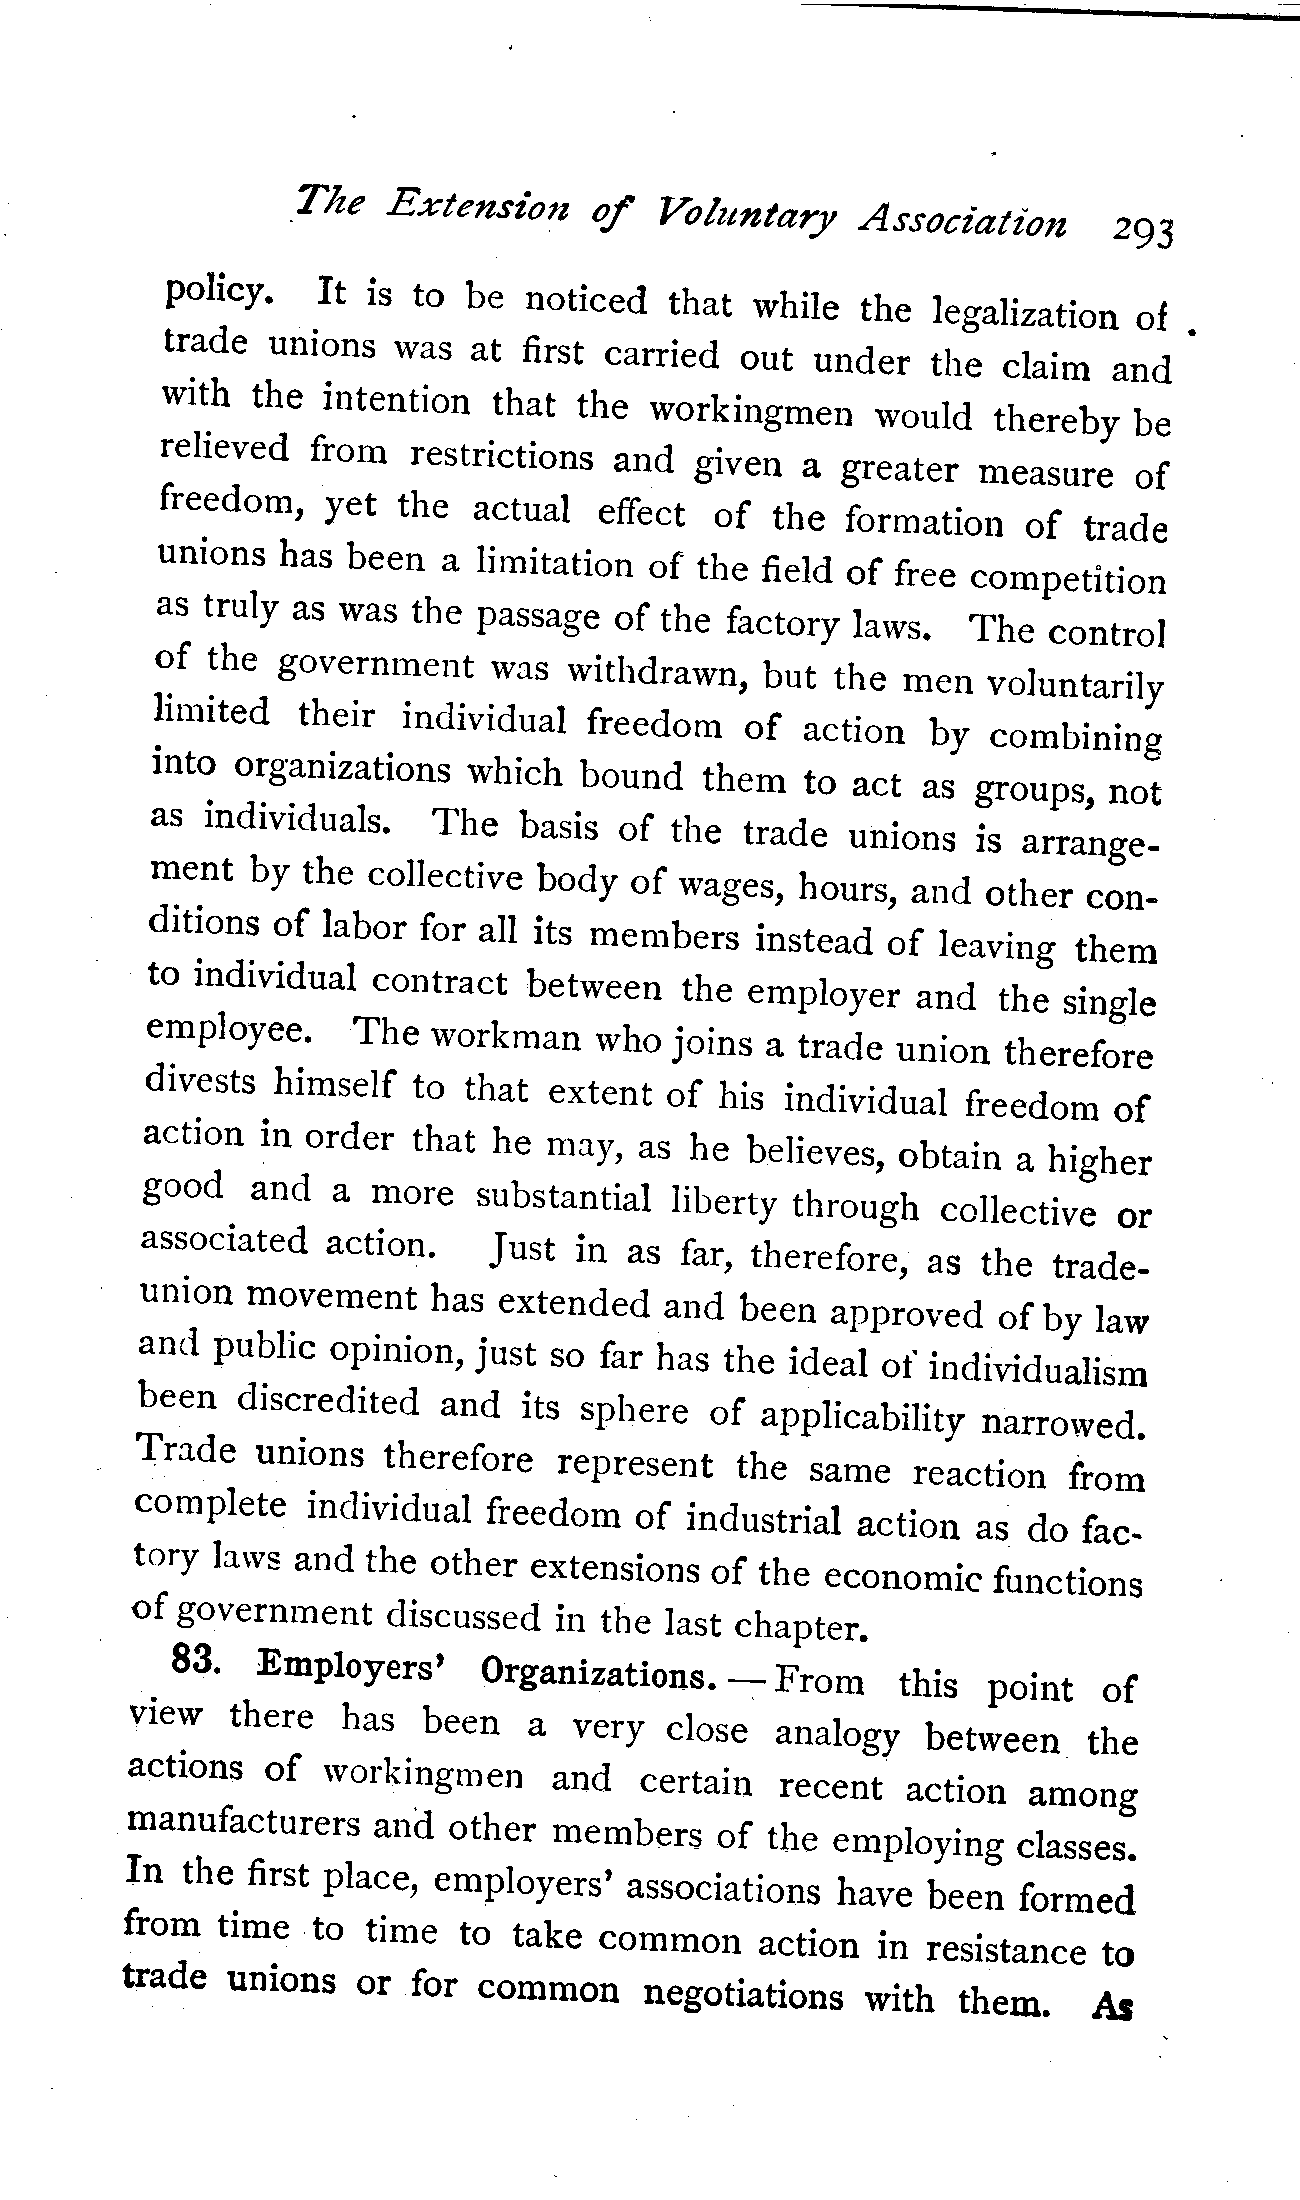 The Extension of Voluntary Association 293
policy. It is to be noticed that while the legalization of
trade unions was at first carried out under the claim and
with the intention that the workingmen would thereby be
relieved from restrictions and given a greater measure of
freedom, yet the actual effect of the formation of trade
unions has been a limitation of the field of free competition
as truly as was the passage of the factory laws. The control
of the government was withdrawn, but the men voluntarily
limited their individual freedom of action by combining
into organizations which bound them to act as groups, not
as individuals. The basis of the trade unions is arrange-
ment by the collective body of wages, hours, and other con-
ditions of labor for all its members instead of leaving them
to individual contract between the employer and the single
employee. The workman who joins a trade union therefore
divests himself to that extent of his individual freedom of
action in order that he may, as he believes, obtain a higher
good and a more substantial liberty through collective or
associated action. Just in as far, therefore, as the trade-
union movement has extended and been approved of by law
and public opinion, just so far has the ideal of individualism
been discredited and its sphere of applicability narrowed.
Trade unions therefore represent the same reaction from
complete individual freedom of industrial action as do fac-
tory laws and the other extensions of the economic functions
of government discussed in the last chapter.
83. Employers' Organizations. — From this point of
view there has been a very close analogy between the
actions of workingmen and certain recent action among
manufacturers and other members of the employing classes.
In the first place, employers' associations have been formed
from time to time to take common action in resistance to
trade unions or for common negotiations with them. As